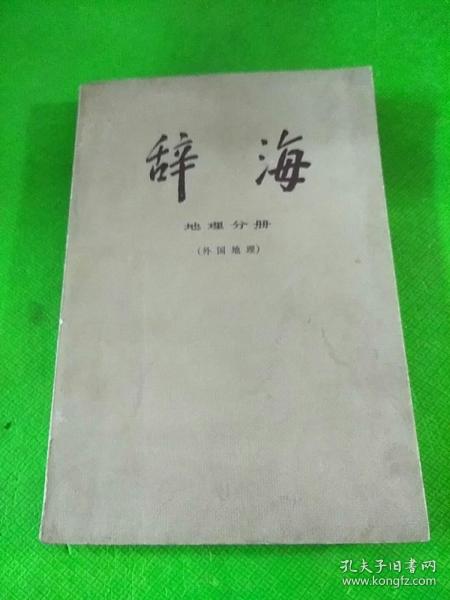 辞海
地理分册
(外国地理)
孔夫子旧书网
www.kongfz.com